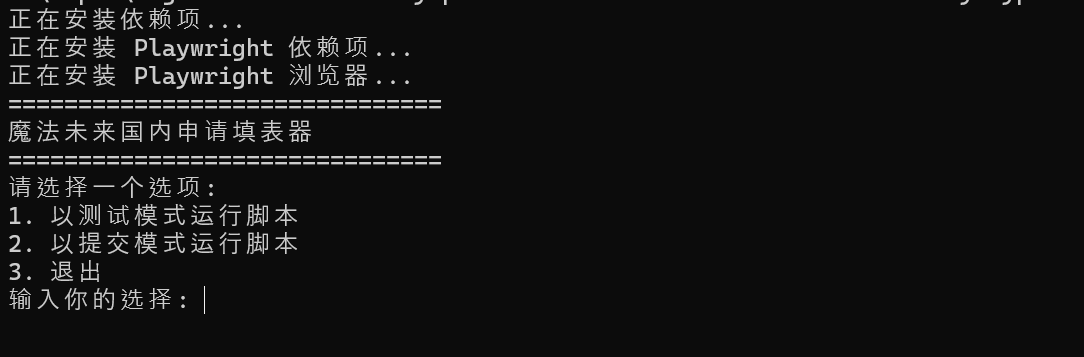 正在安装依赖项...
正在安装 Playwright 依赖项...
正在安装 Playwright 浏览器...
===============================
魔法未来国内申请填表器
===============================
请选择一个选项:
1. 以测试模式运行脚本
2. 以提交模式运行脚本
3. 退出
输入你的选择: